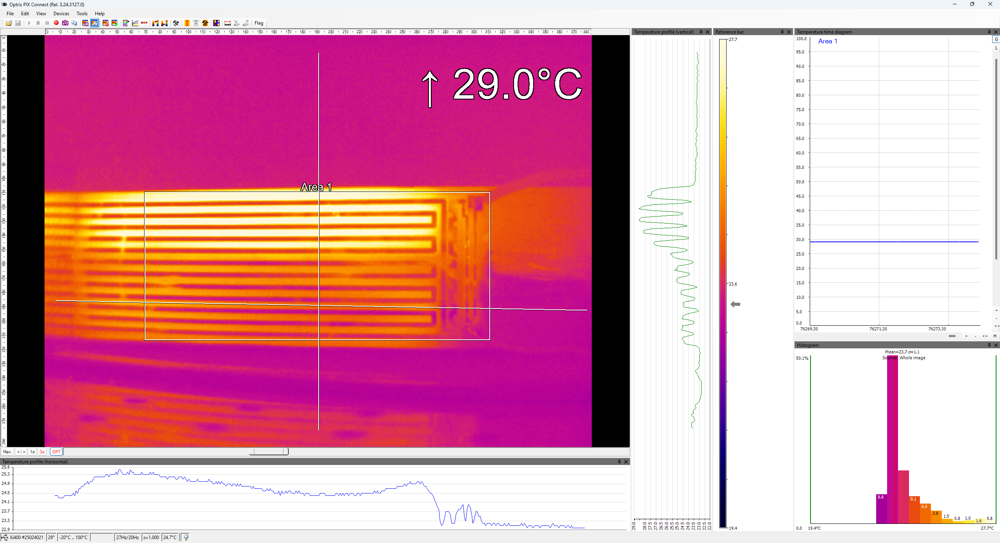 Optris PIX Connect (Rel. 3.24.3127.0)
File Edit View Devices Tools Help
Flag
0 10 20 30 40 50 60 70 80 90 100 110 120 130 140 150 160 170 180 190 200 210 220 230 240 250 260 270 280 290 300 310 320 330 340 350 360 370 380
0 10 20 30 40 50 60 70 80 90 100 110 120 130 140 150 160 170 180 190 200 210 220 230 240 250 260 270 290
↑ 29.0°C
Area 1
Man. </> 1σ 3σ OPT
Temperature profile (horizontal)
25.6
25.3
24.9
24.5
24.1
23.7
23.3
22.9
Temperature profile (vertical)
29.0 28.0 27.5 27.0 26.5 26.0 25.5 25.0 24.5 24.0 23.5 23.0 22.5 22.0
Reference bar
27.7
23.6
19.4
Temperature time diagram
Area 1
G
L
100.0
95.0
90.0
85.0
80.0
75.0
70.0
65.0
60.0
55.0
50.0
45.0
40.0
35.0
30.0
25.0
20.0
15.0
10.0
5.0
0.0
76269.30 76271.30 76273.30
+
-
<>
+ - <> H
Histogram
Mean=23.7 σ=1.1
Source: Whole image
50.1%
8.8 8.1 6.0 3.8 1.5 0.8 1.0 1.6 0.8
0.0 19.4°C 27.7°C
Xi400 #25024021 29° -20°C .. 100°C 27Hz/20Hz ε=1.000 24.7°C